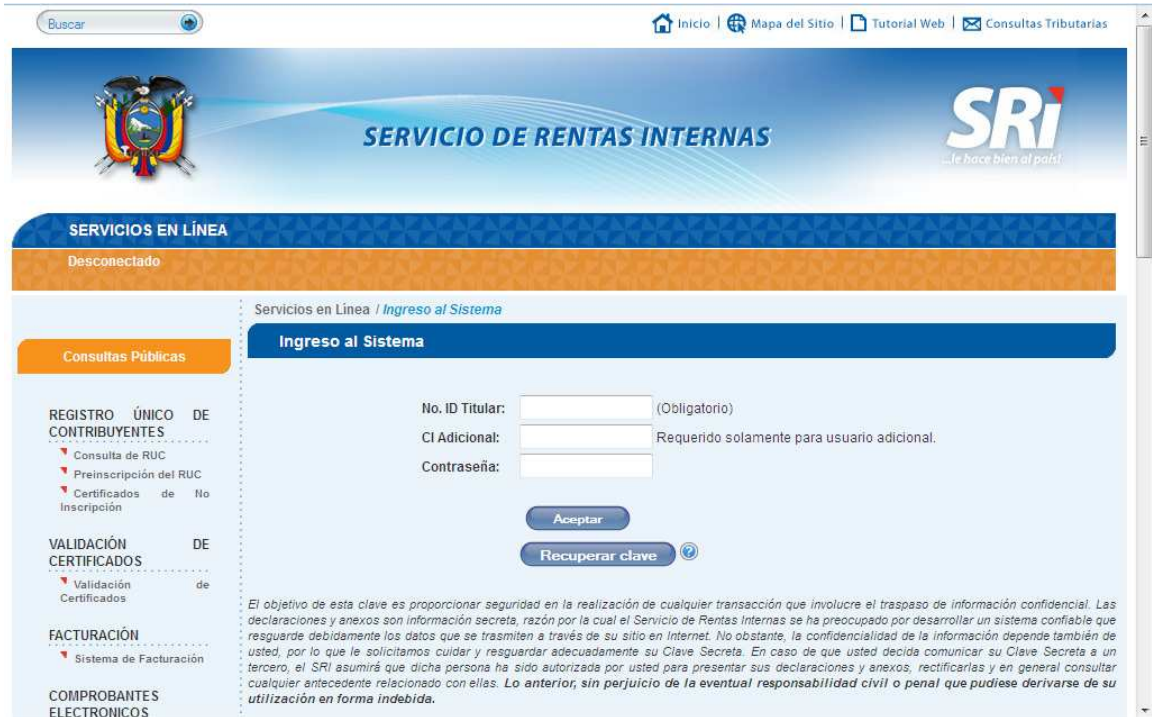 Buscar
Inicio | Mapa del Sitio | Tutorial Web | Consultas Tributarias
SERVICIO DE RENTAS INTERNAS
SRi
...le hace bien al país!
SERVICIOS EN LÍNEA
Desconectado
Servicios en Línea / Ingreso al Sistema
Ingreso al Sistema
Consultas Públicas
REGISTRO ÚNICO DE
CONTRIBUYENTES
Consulta de RUC
Preinscripción del RUC
Certificados de No
Inscripción
VALIDACIÓN DE
CERTIFICADOS
Validación de
Certificados
FACTURACIÓN
Sistema de Facturación
COMPROBANTES
ELECTRONICOS
No. ID Titular: (Obligatorio)
CI Adicional: Requerido solamente para usuario adicional.
Contraseña:
Aceptar
Recuperar clave ?
El objetivo de esta clave es proporcionar seguridad en la realización de cualquier transacción que involucre el traspaso de información confidencial. Las
declaraciones y anexos son información secreta, razón por la cual el Servicio de Rentas Internas se ha preocupado por desarrollar un sistema confiable que
resguarde debidamente los datos que se trasmiten a través de su sitio en Internet. No obstante, la confidencialidad de la información depende también de
usted, por lo que le solicitamos cuidar y resguardar adecuadamente su Clave Secreta. En caso de que usted decida comunicar su Clave Secreta a un
tercero, el SRI asumirá que dicha persona ha sido autorizada por usted para presentar sus declaraciones y anexos, rectificarlas y en general consultar
cualquier antecedente relacionado con ellas. Lo anterior, sin perjuicio de la eventual responsabilidad civil o penal que pudiese derivarse de su
utilización en forma indebida.